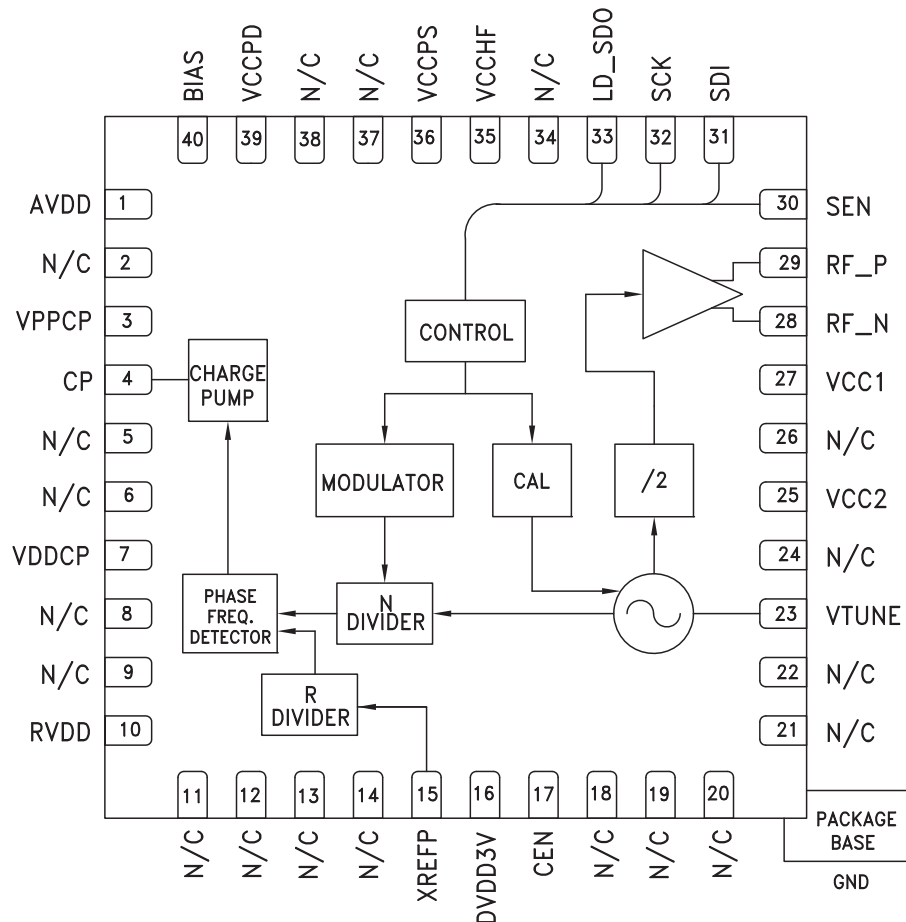 BIAS
VCCPD
N/C
N/C
VCCPS
VCCHF
N/C
LD_SDO
SCK
SDI
40
39
38
37
36
35
34
33
32
31
AVDD
1
N/C
2
VPPCP
3
CP
4
N/C
5
N/C
6
VDDCP
7
N/C
8
N/C
9
RVDD
10
30
SEN
29
RF_P
28
RF_N
27
VCC1
26
N/C
25
VCC2
24
N/C
23
VTUNE
22
N/C
21
N/C
CONTROL
CHARGE
PUMP
MODULATOR
CAL
/2
PHASE
FREQ.
DETECTOR
N
DIVIDER
R
DIVIDER
11
12
13
14
15
16
17
18
19
20
N/C
N/C
N/C
N/C
XREFP
DVDD3V
CEN
N/C
N/C
N/C
PACKAGE
BASE
GND